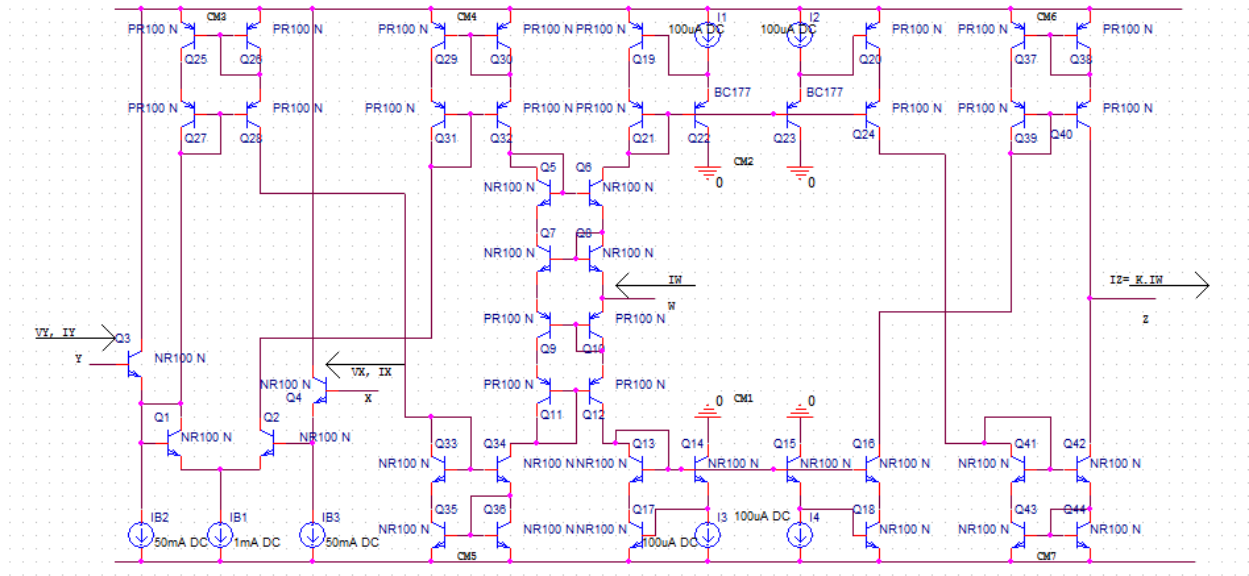 CM3
CM4
I1
I2
CM6
PR100 N
PR100 N
PR100 N
PR100 N
PR100 N
100uA DC
100uA DC
PR100 N
PR100 N
PR100 N
Q25
Q26
Q29
Q30
Q19
Q20
Q37
Q38
BC177
BC177
PR100 N
PR100 N
PR100 N
PR100 N
PR100 N
PR100 N
PR100 N
PR100 N
Q27
Q28
Q31
Q32
Q21
Q22
Q23
Q24
Q39
Q40
CM2
Q5
Q6
0
0
NR100 N
NR100 N
Q7
Q8
NR100 N
NR100 N
IW
IZ= K.IW
W
Z
PR100 N
PR100 N
VY, IY
Q3
Q9
Q10
Y
NR100 N
VX, IX
NR100 N
PR100 N
PR100 N
Q4
X
0
CM1
0
Q1
Q2
Q11
Q12
NR100 N
NR100 N
Q33
Q34
Q13
Q14
Q15
Q16
Q41
Q42
NR100 N
NR100 N
NR100 N
NR100 N
NR100 N
NR100 N
NR100 N
NR100 N
IB2
IB1
IB3
Q35
Q36
Q17
I3
100uA DC
I4
Q18
Q43
Q44
50mA DC
1mA DC
50mA DC
NR100 N
NR100 N
NR100 N
100uA DC
NR100 N
NR100 N
NR100 N
CM5
CM7